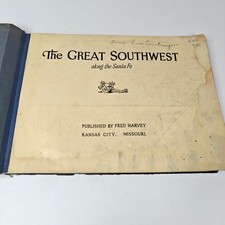 The GREAT SOUTHWEST
along the Santa Fe
PUBLISHED BY FRED HARVEY
KANSAS CITY, MISSOURI.